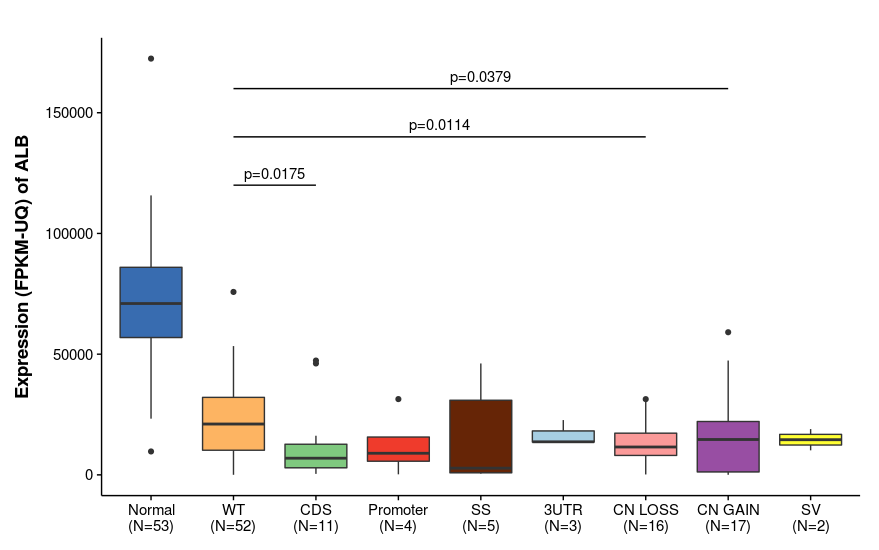 p=0.0379
p=0.0114
p=0.0175
Expression (FPKM-UQ) of ALB
150000
100000
50000
0
Normal WT CDS Promoter SS 3UTR CN LOSS CN GAIN SV
(N=53) (N=52) (N=11) (N=4) (N=5) (N=3) (N=16) (N=17) (N=2)